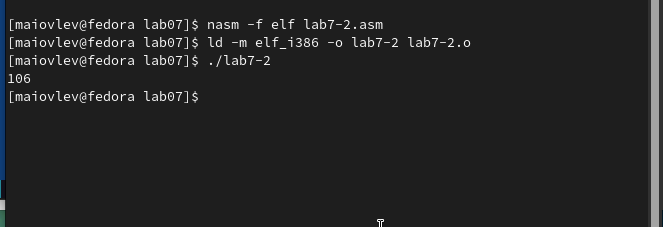 [maiovlev@fedora lab07]$ nasm -f elf lab7-2.asm
[maiovlev@fedora lab07]$ ld -m elf_i386 -o lab7-2 lab7-2.o
[maiovlev@fedora lab07]$ ./lab7-2
106
[maiovlev@fedora lab07]$